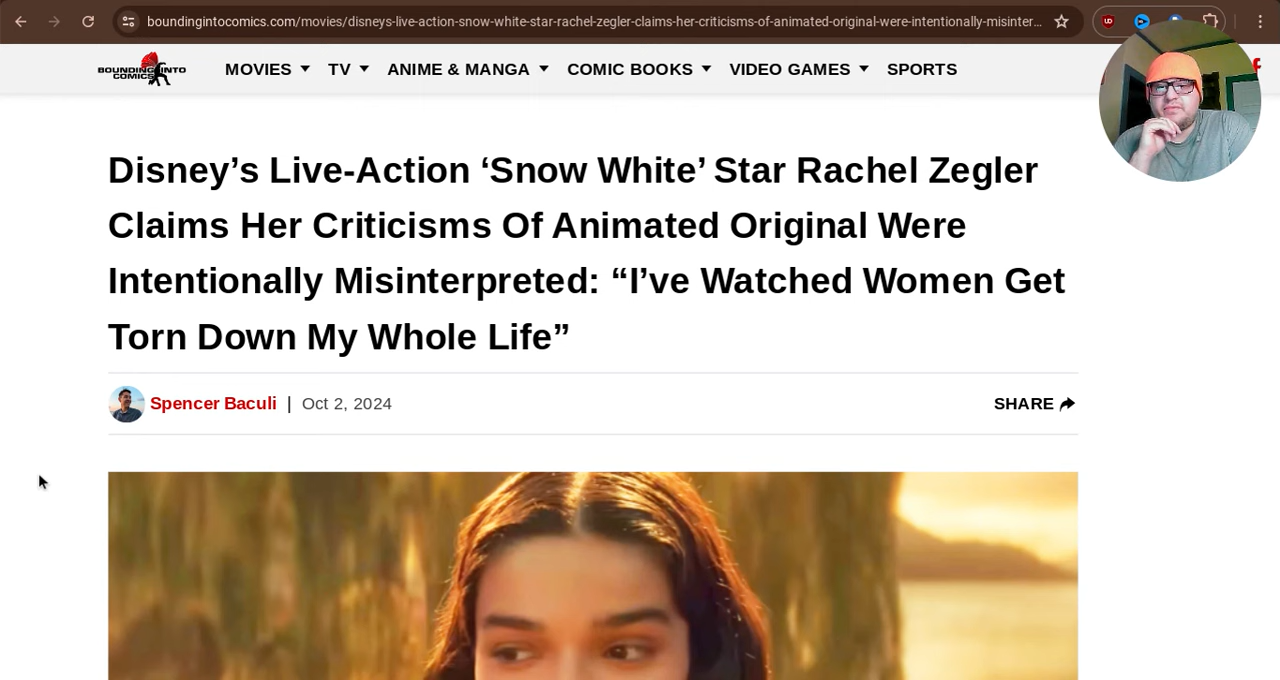 boundingintocomics.com/movies/disneys-live-action-snow-white-star-rachel-zegler-claims-her-criticisms-of-animated-original-were-intentionally-misinter...
BOUNDING INTO
COMICS
MOVIES TV ANIME & MANGA COMIC BOOKS VIDEO GAMES SPORTS
Disney’s Live-Action ‘Snow White’ Star Rachel Zegler
Claims Her Criticisms Of Animated Original Were
Intentionally Misinterpreted: “I’ve Watched Women Get
Torn Down My Whole Life”
Spencer Baculi | Oct 2, 2024
SHARE